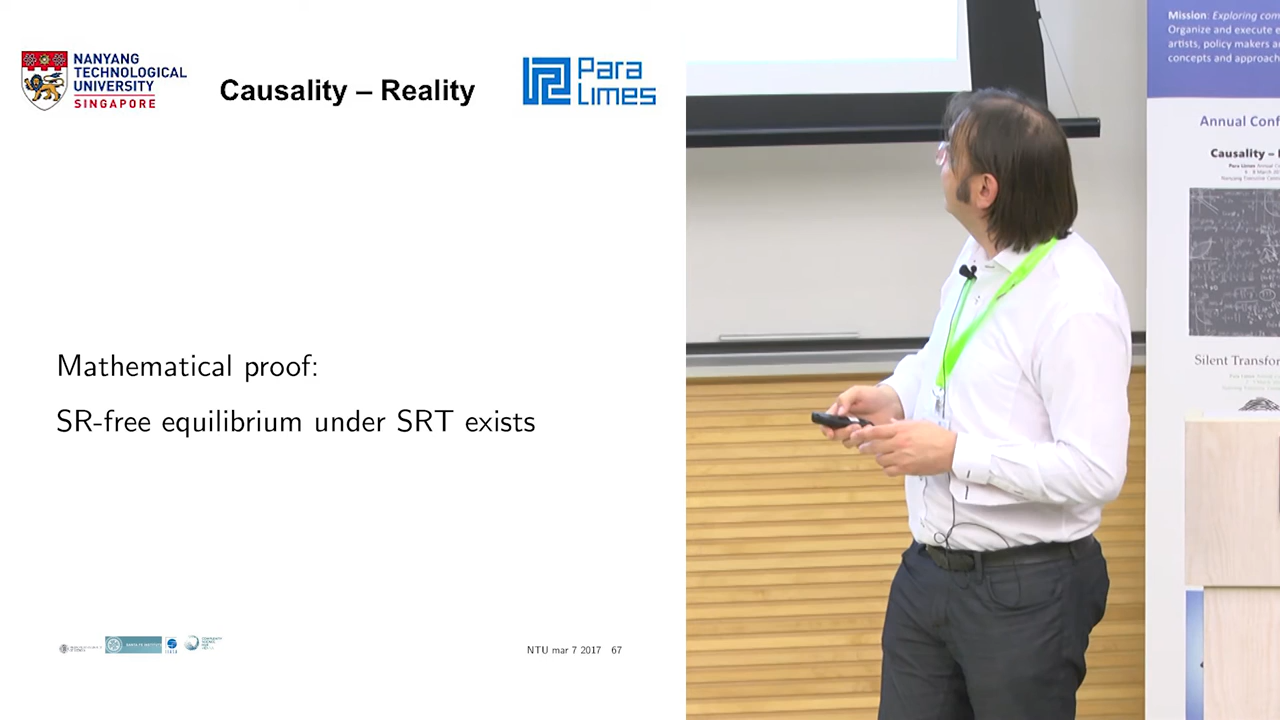 NANYANG
TECHNOLOGICAL
UNIVERSITY
SINGAPORE
Causality – Reality
Para
LIMES
Mathematical proof:
SR-free equilibrium under SRT exists
NTU mar 7 2017 67
Mission: Exploring com
Organize and execute e
artists, policy makers a
concepts and approach
Annual Conf
Causality –
Silent Transfor